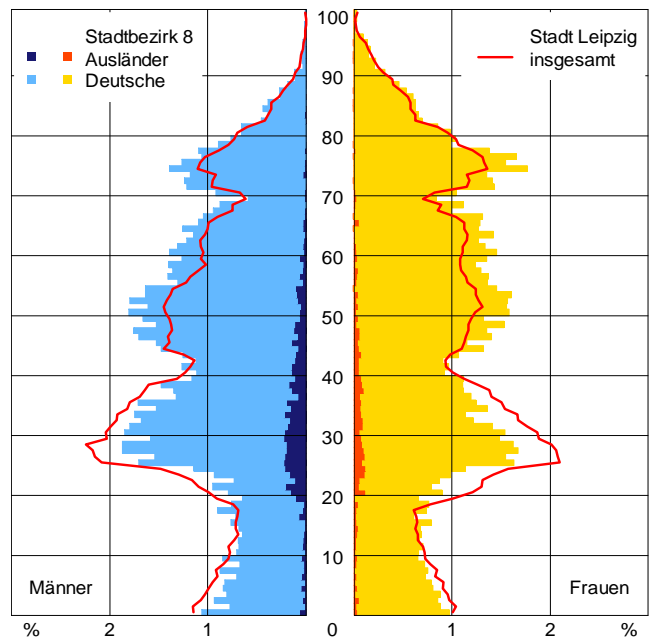 Stadtbezirk 8
Ausländer
Deutsche
Stadt Leipzig
insgesamt
100
90
80
70
60
50
40
30
20
10
Männer
Frauen
% 2 1 0 0 1 2 %